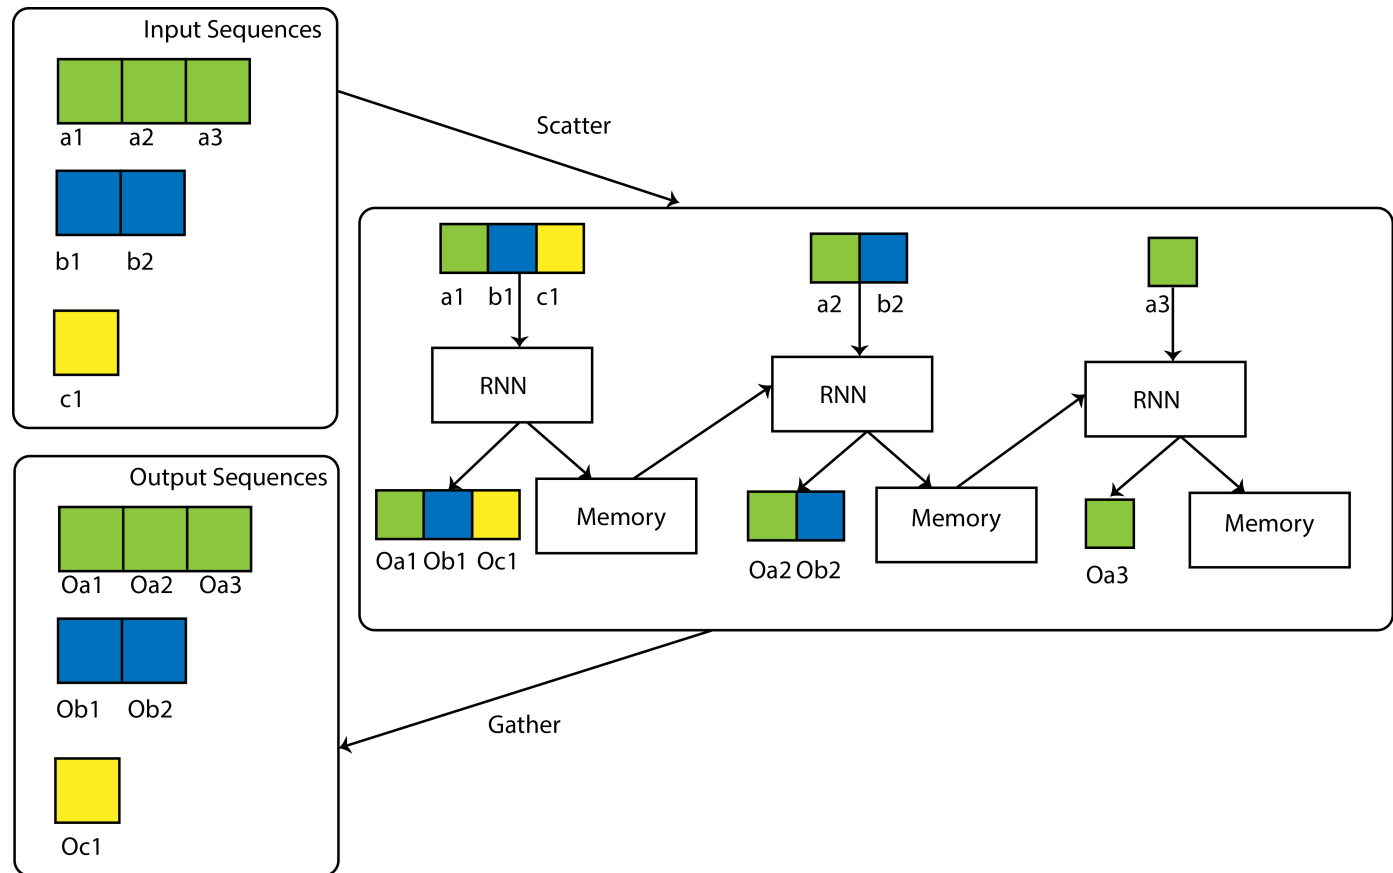 Input Sequences
a1 a2 a3
b1 b2
c1
Scatter
a1 b1 c1
a2 b2
a3
RNN
RNN
RNN
Memory
Memory
Memory
Oa1 Ob1 Oc1
Oa2 Ob2
Oa3
Gather
Output Sequences
Oa1 Oa2 Oa3
Ob1 Ob2
Oc1